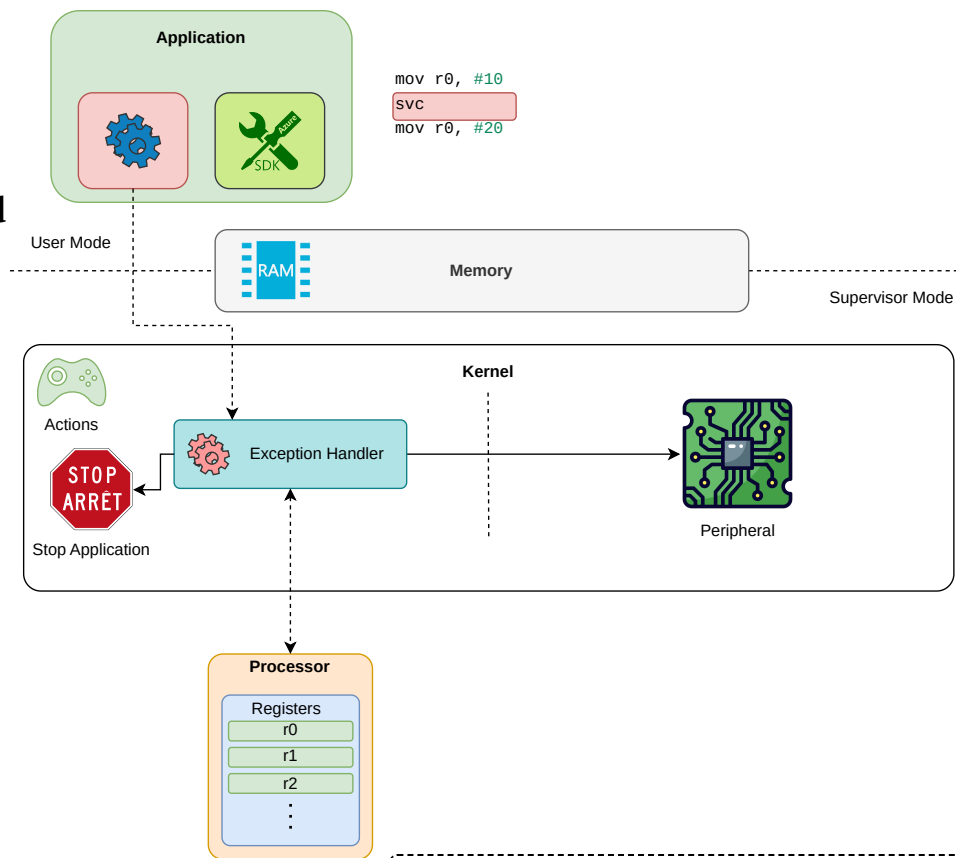 Application
mov r0, #10
svc
mov r0, #20
Azure
SDK
User Mode
RAM
Memory
Supervisor Mode
Kernel
Actions
Exception Handler
STOP
ARRÊT
Stop Application
Peripheral
Processor
Registers
r0
r1
r2